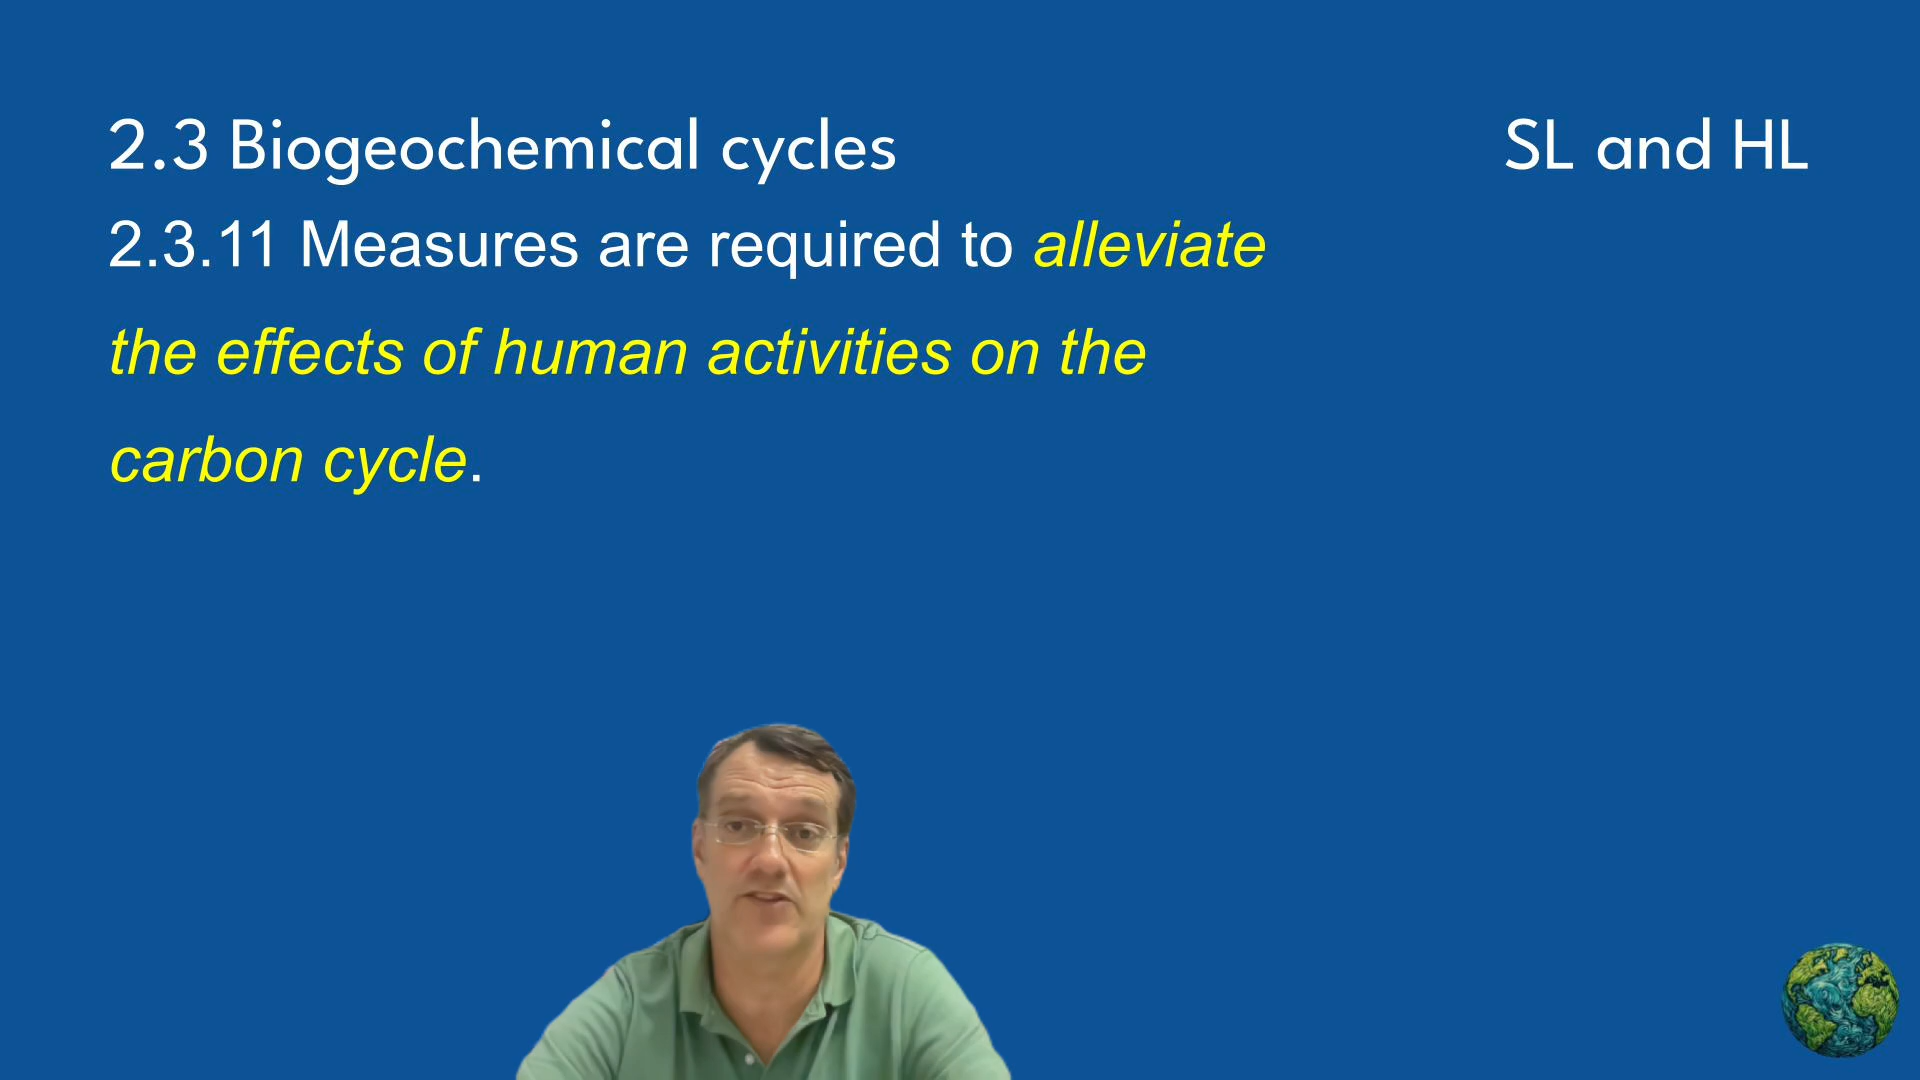 2.3 Biogeochemical cycles SL and HL
2.3.11 Measures are required to alleviate
the effects of human activities on the
carbon cycle.